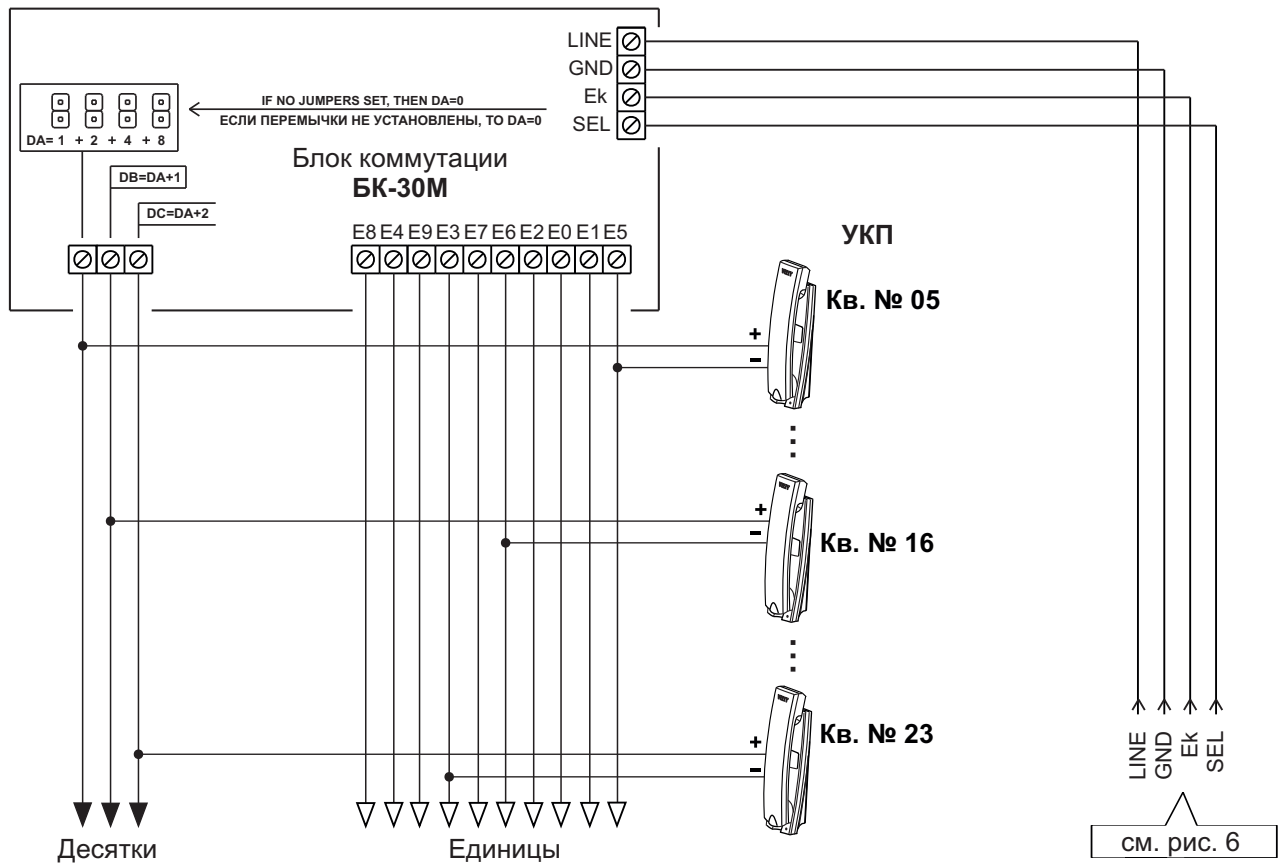 LINE
GND
Ek
SEL
IF NO JUMPERS SET, THEN DA=0
ЕСЛИ ПЕРЕМЫЧКИ НЕ УСТАНОВЛЕНЫ, ТО DA=0
DA= 1 + 2 + 4 + 8
Блок коммутации
БК-30М
DB=DA+1
DC=DA+2
E8 E4 E9 E3 E7 E6 E2 E0 E1 E5
УКП
Кв. № 05
+
−
Кв. № 16
+
−
Кв. № 23
+
−
LINE
GND
Ek
SEL
Десятки
Единицы
см. рис. 6